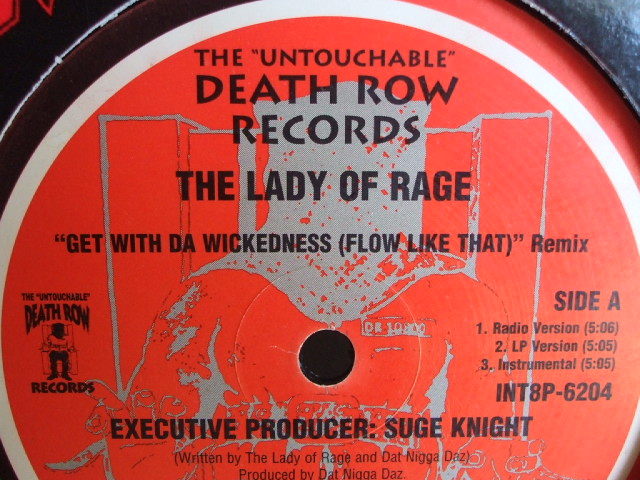 THE "UNTOUCHABLE"
DEATH ROW
RECORDS
THE LADY OF RAGE
"GET WITH DA WICKEDNESS (FLOW LIKE THAT)" Remix
THE "UNTOUCHABLE"
DEATH ROW
RECORDS
SIDE A
1. Radio Version (5:06)
2. LP Version (5:05)
3. Instrumental (5:05)
INT8P-6204
EXECUTIVE PRODUCER: SUGE KNIGHT
(Written by The Lady of Rage and Dat Nigga Daz)
Produced by Dat Nigga Daz.